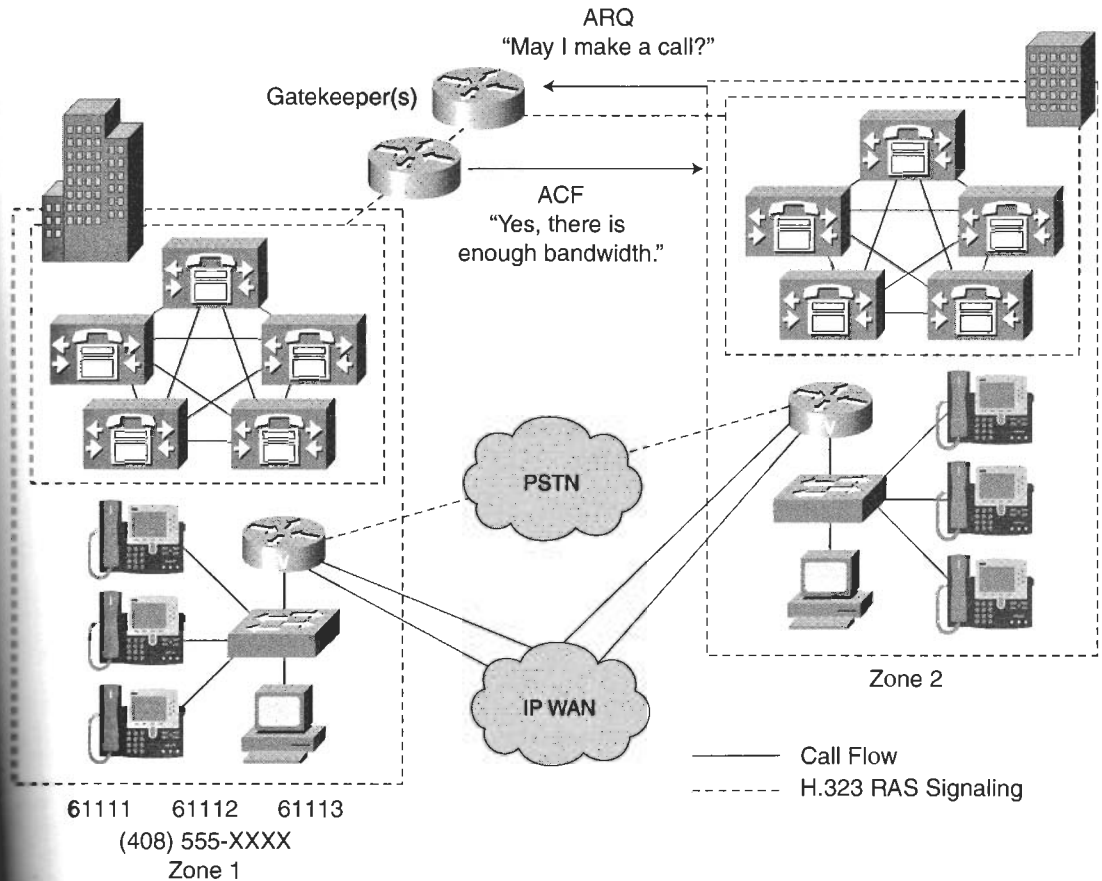 ARQ
“May I make a call?”
Gatekeeper(s)
ACF
“Yes, there is
enough bandwidth.”
PSTN
V
V
IP WAN
Zone 2
Call Flow
H.323 RAS Signaling
61111 61112 61113
(408) 555-XXXX
Zone 1